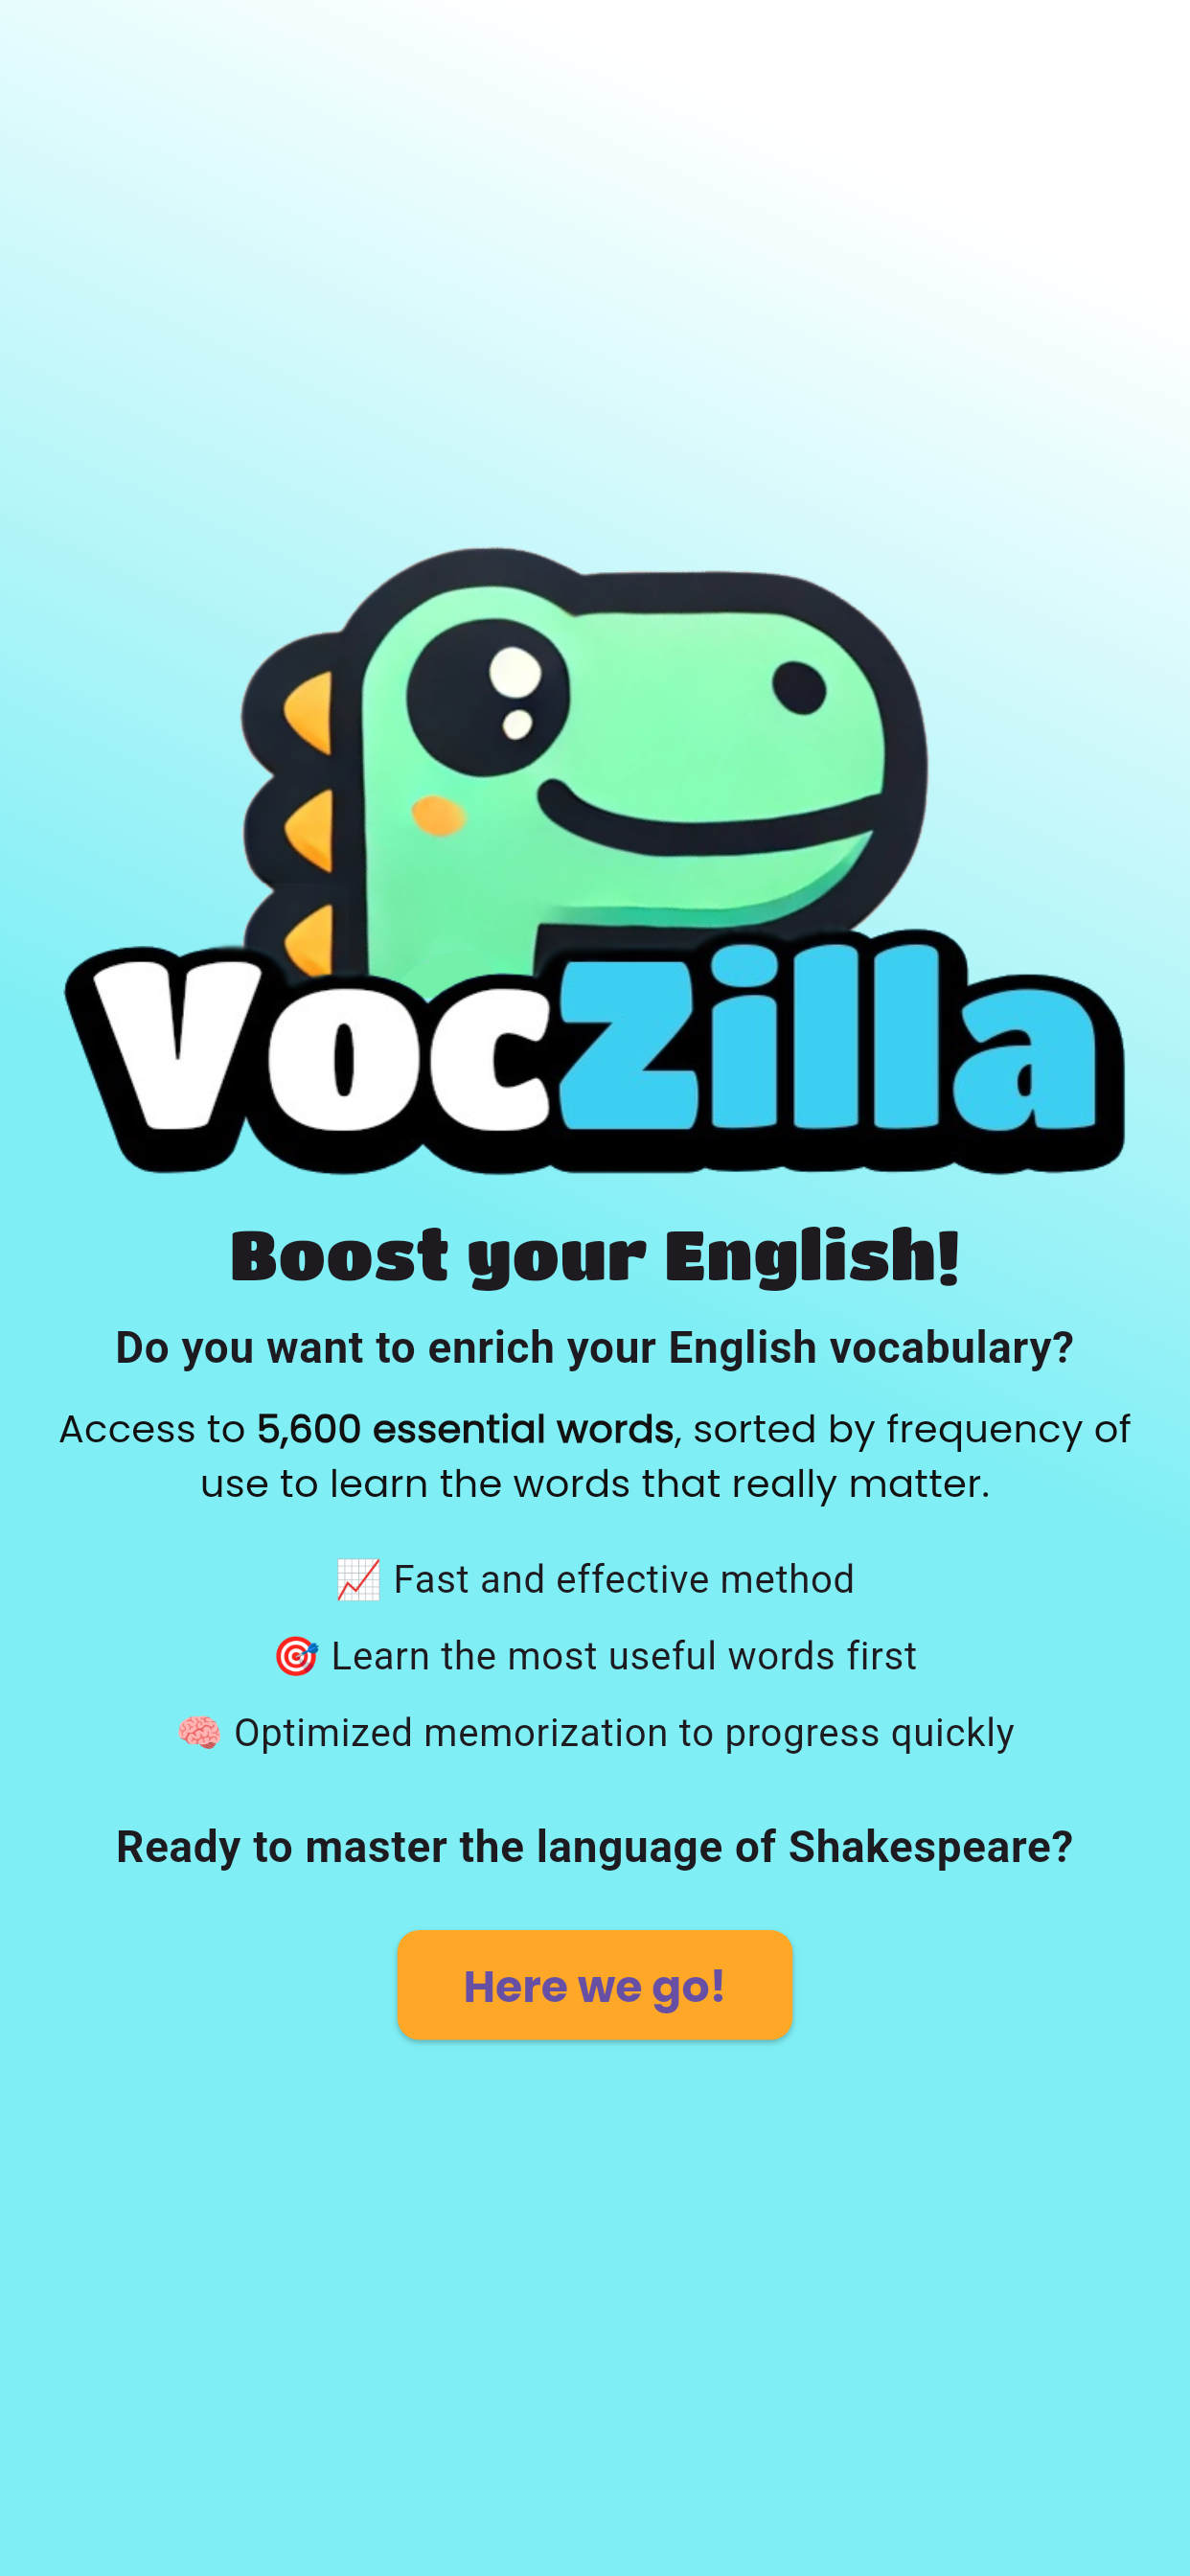 VocZilla
Boost your English!
Do you want to enrich your English vocabulary?
Access to 5,600 essential words, sorted by frequency of
use to learn the words that really matter.
📈 Fast and effective method
🎯 Learn the most useful words first
🧠 Optimized memorization to progress quickly
Ready to master the language of Shakespeare?
Here we go!